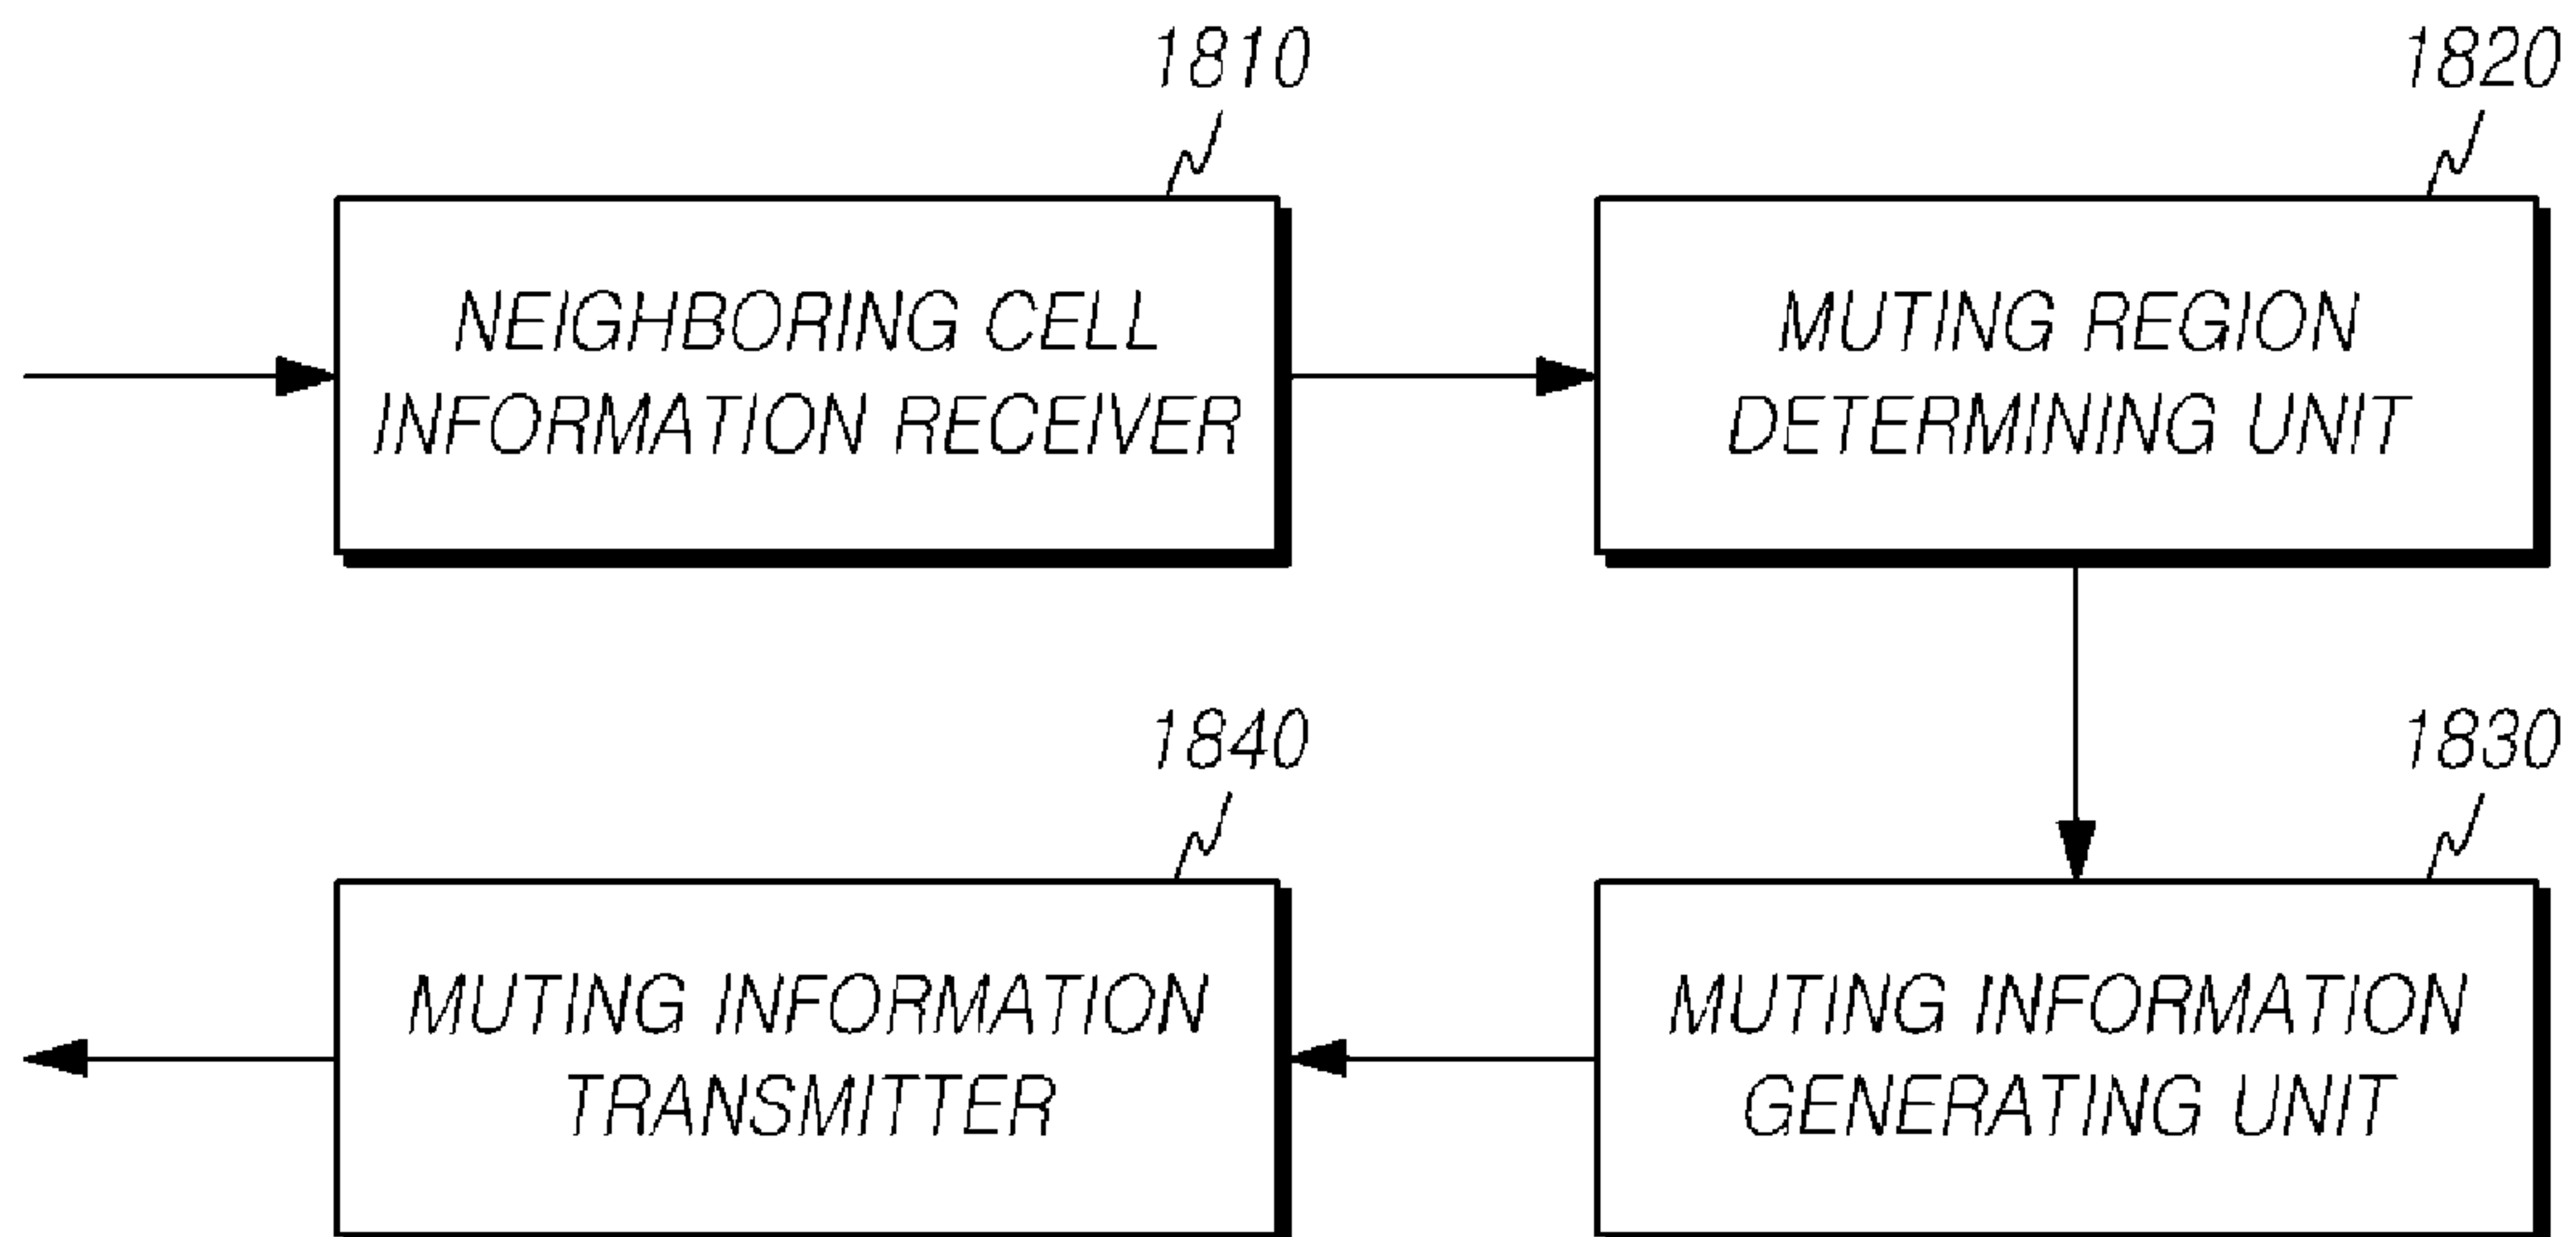 1810
NEIGHBORING CELL
INFORMATION RECEIVER
1820
MUTING REGION
DETERMINING UNIT
1830
MUTING INFORMATION
GENERATING UNIT
1840
MUTING INFORMATION
TRANSMITTER